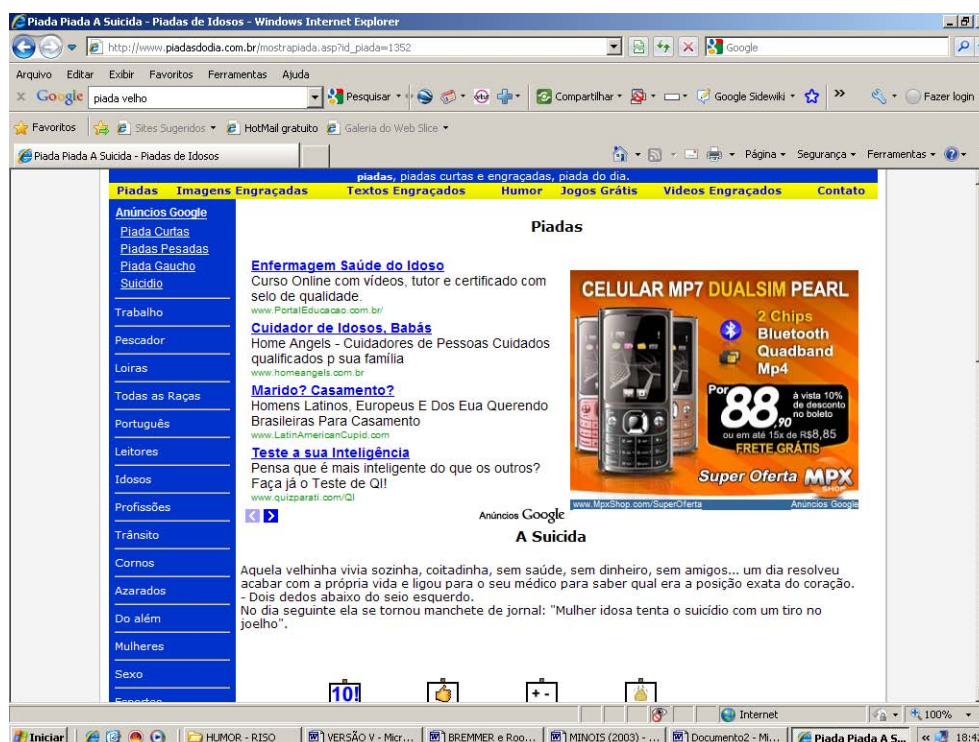 Piada Piada A Suicida - Piadas de Idosos - Windows Internet Explorer
http://www.piadasdodia.com.br/mostrapiada.asp?id_piada=1352
Google
Arquivo Editar Exibir Favoritos Ferramentas Ajuda
x Google piada velho Pesquisar Compartilhar Google Sidewiki >> Fazer login
Favoritos Sites Sugeridos HotMail gratuito Galeria do Web Slice
Piada Piada A Suicida - Piadas de Idosos
Página Segurança Ferramentas
piadas, piadas curtas e engraçadas, piada do dia.
Piadas Imagens Engraçadas Textos Engraçados Humor Jogos Grátis Videos Engraçados Contato
Anúncios Google
Piada Curtas
Piadas Pesadas
Piada Gaucho
Suicidio
Trabalho
Pescador
Loiras
Todas as Raças
Português
Leitores
Idosos
Profissões
Trânsito
Cornos
Azarados
Do além
Mulheres
Sexo
Esportes
Piadas
Enfermagem Saúde do Idoso
Curso Online com vídeos, tutor e certificado com
selo de qualidade.
www.PortalEducacao.com.br/
Cuidador de Idosos, Babás
Home Angels - Cuidadores de Pessoas Cuidados
qualificados p sua família
www.homeangels.com.br
Marido? Casamento?
Homens Latinos, Europeus E Dos Eua Querendo
Brasileiras Para Casamento
www.LatinAmericanCupid.com
Teste a sua Inteligência
Pensa que é mais inteligente do que os outros?
Faça já o Teste de QI!
www.quizparati.com/QI
Anúncios Google
CELULAR MP7 DUALSIM PEARL
2 Chips
Bluetooth
Quadband
Mp4
Por 88,90
à vista 10%
de desconto
no boleto
ou em até 15x de R$8,85
FRETE GRÁTIS
Super Oferta MPX
SHOP
www.MpxShop.com/SuperOferta Anúncios Google
A Suicida
Aquela velhinha vivia sozinha, coitadinha, sem saúde, sem dinheiro, sem amigos... um dia resolveu
acabar com a própria vida e ligou para o seu médico para saber qual era a posição exata do coração.
- Dois dedos abaixo do seio esquerdo.
No dia seguinte ela se tornou manchete de jornal: "Mulher idosa tenta o suicídio com um tiro no
joelho".
10!
+ -
Internet 100%
Iniciar HUMOR - RISO VERSÃO V - Micr... BREMMER e Roo... MINOIS (2003) - ... Documento2 - Mi... Piada Piada A S...